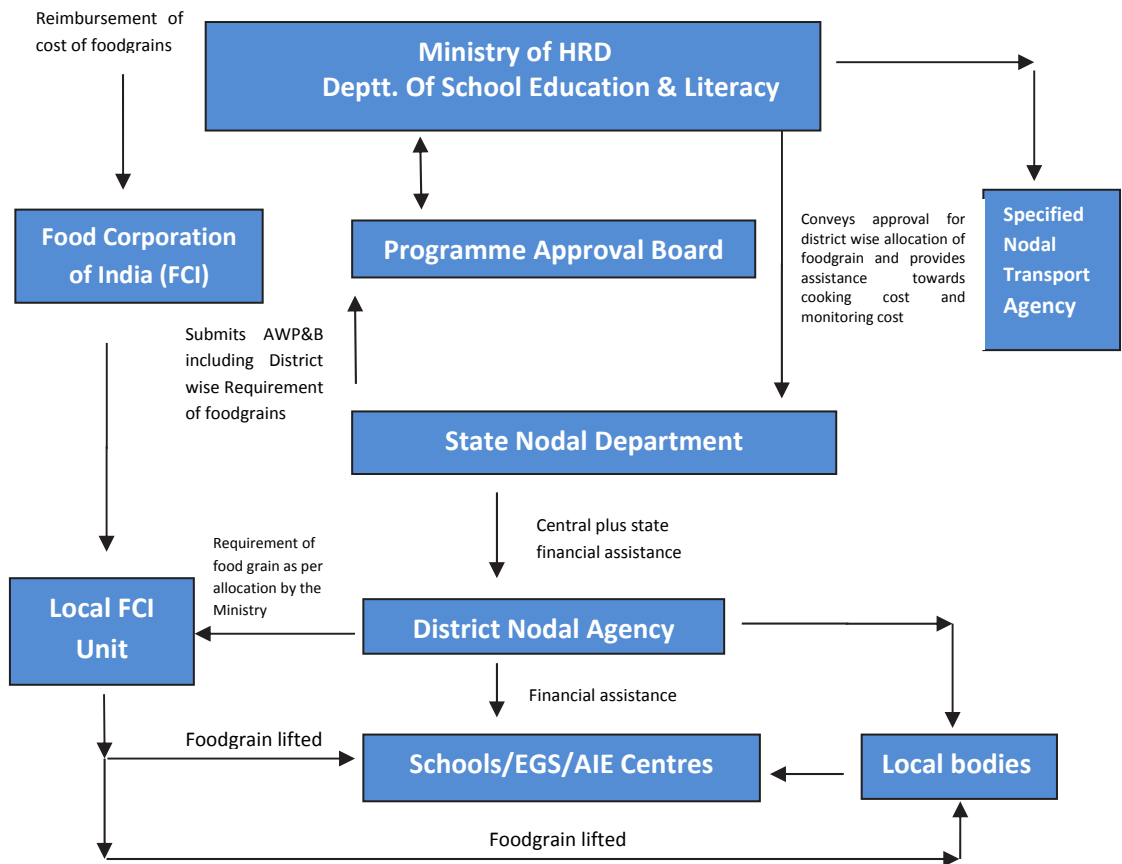 Reimbursement of
cost of foodgrains
Ministry of HRD
Deptt. Of School Education & Literacy
Food Corporation
of India (FCI)
Programme Approval Board
Conveys approval for
district wise allocation of
foodgrain and provides
assistance towards
cooking cost and
monitoring cost
Specified
Nodal
Transport
Agency
Submits AWP&B
including District
wise Requirement
of foodgrains
State Nodal Department
Central plus state
financial assistance
Requirement of
food grain as per
allocation by the
Ministry
Local FCI
Unit
District Nodal Agency
Financial assistance
Foodgrain lifted
Schools/EGS/AIE Centres
Local bodies
Foodgrain lifted